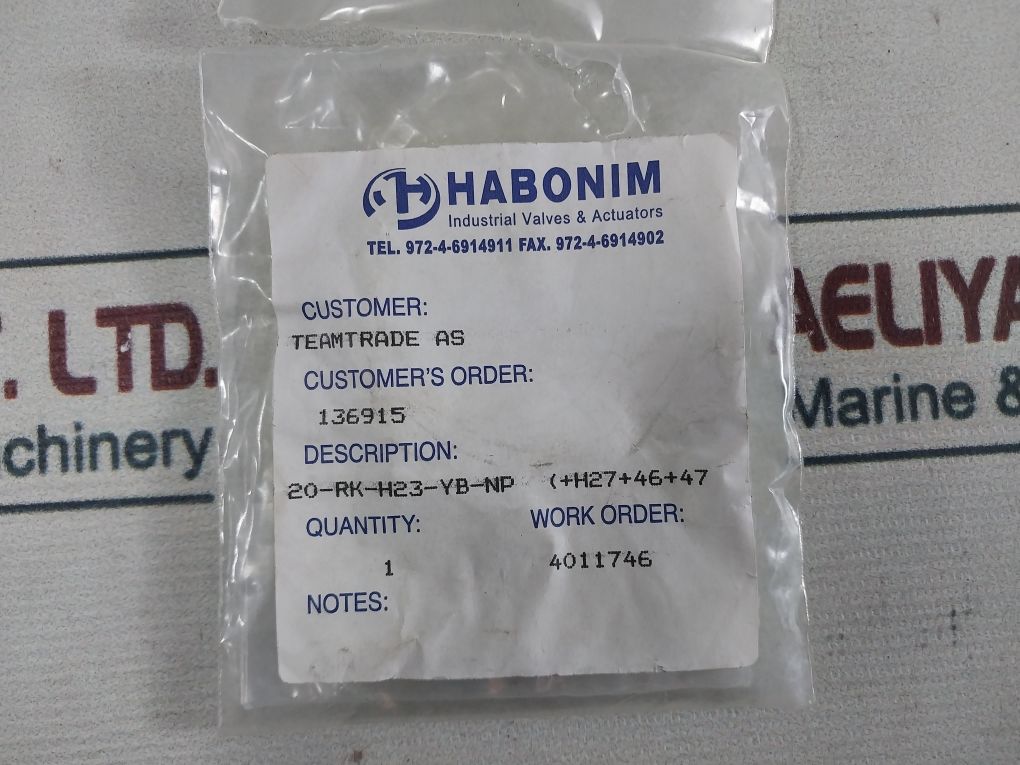 HABONIM
Industrial Valves & Actuators
TEL. 972-4-6914911 FAX. 972-4-6914902
CUSTOMER:
TEAMTRADE AS
CUSTOMER'S ORDER:
136915
DESCRIPTION:
20-RK-H23-YB-NP (+H27+46+47
QUANTITY: WORK ORDER:
1 4011746
NOTES:
LTD.
chinery
AELIYA
Marine &